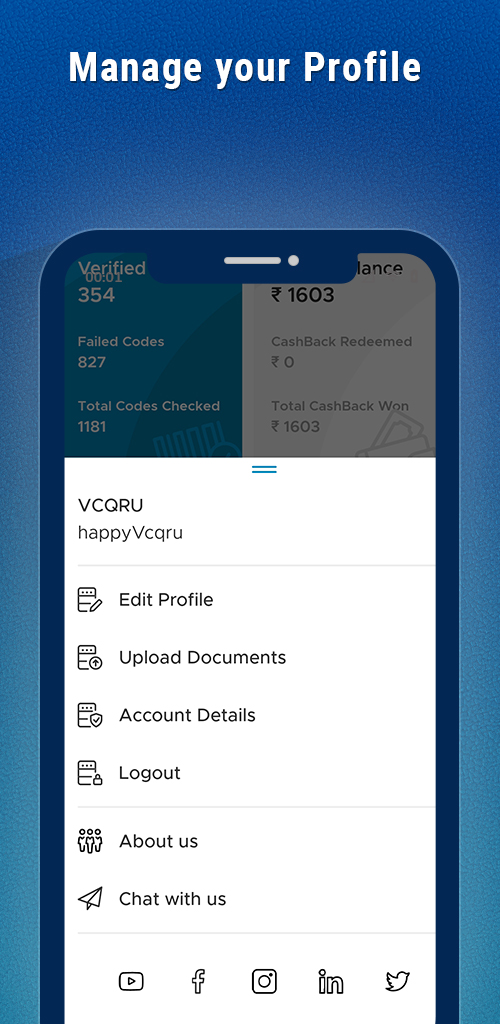 Manage your Profile
Verified
00:01
354
lance
₹ 1603
Failed Codes
827
CashBack Redeemed
₹ 0
Total Codes Checked
1181
Total CashBack Won
₹ 1603
VCQRU
happyVcqru
Edit Profile
Upload Documents
Account Details
Logout
About us
Chat with us